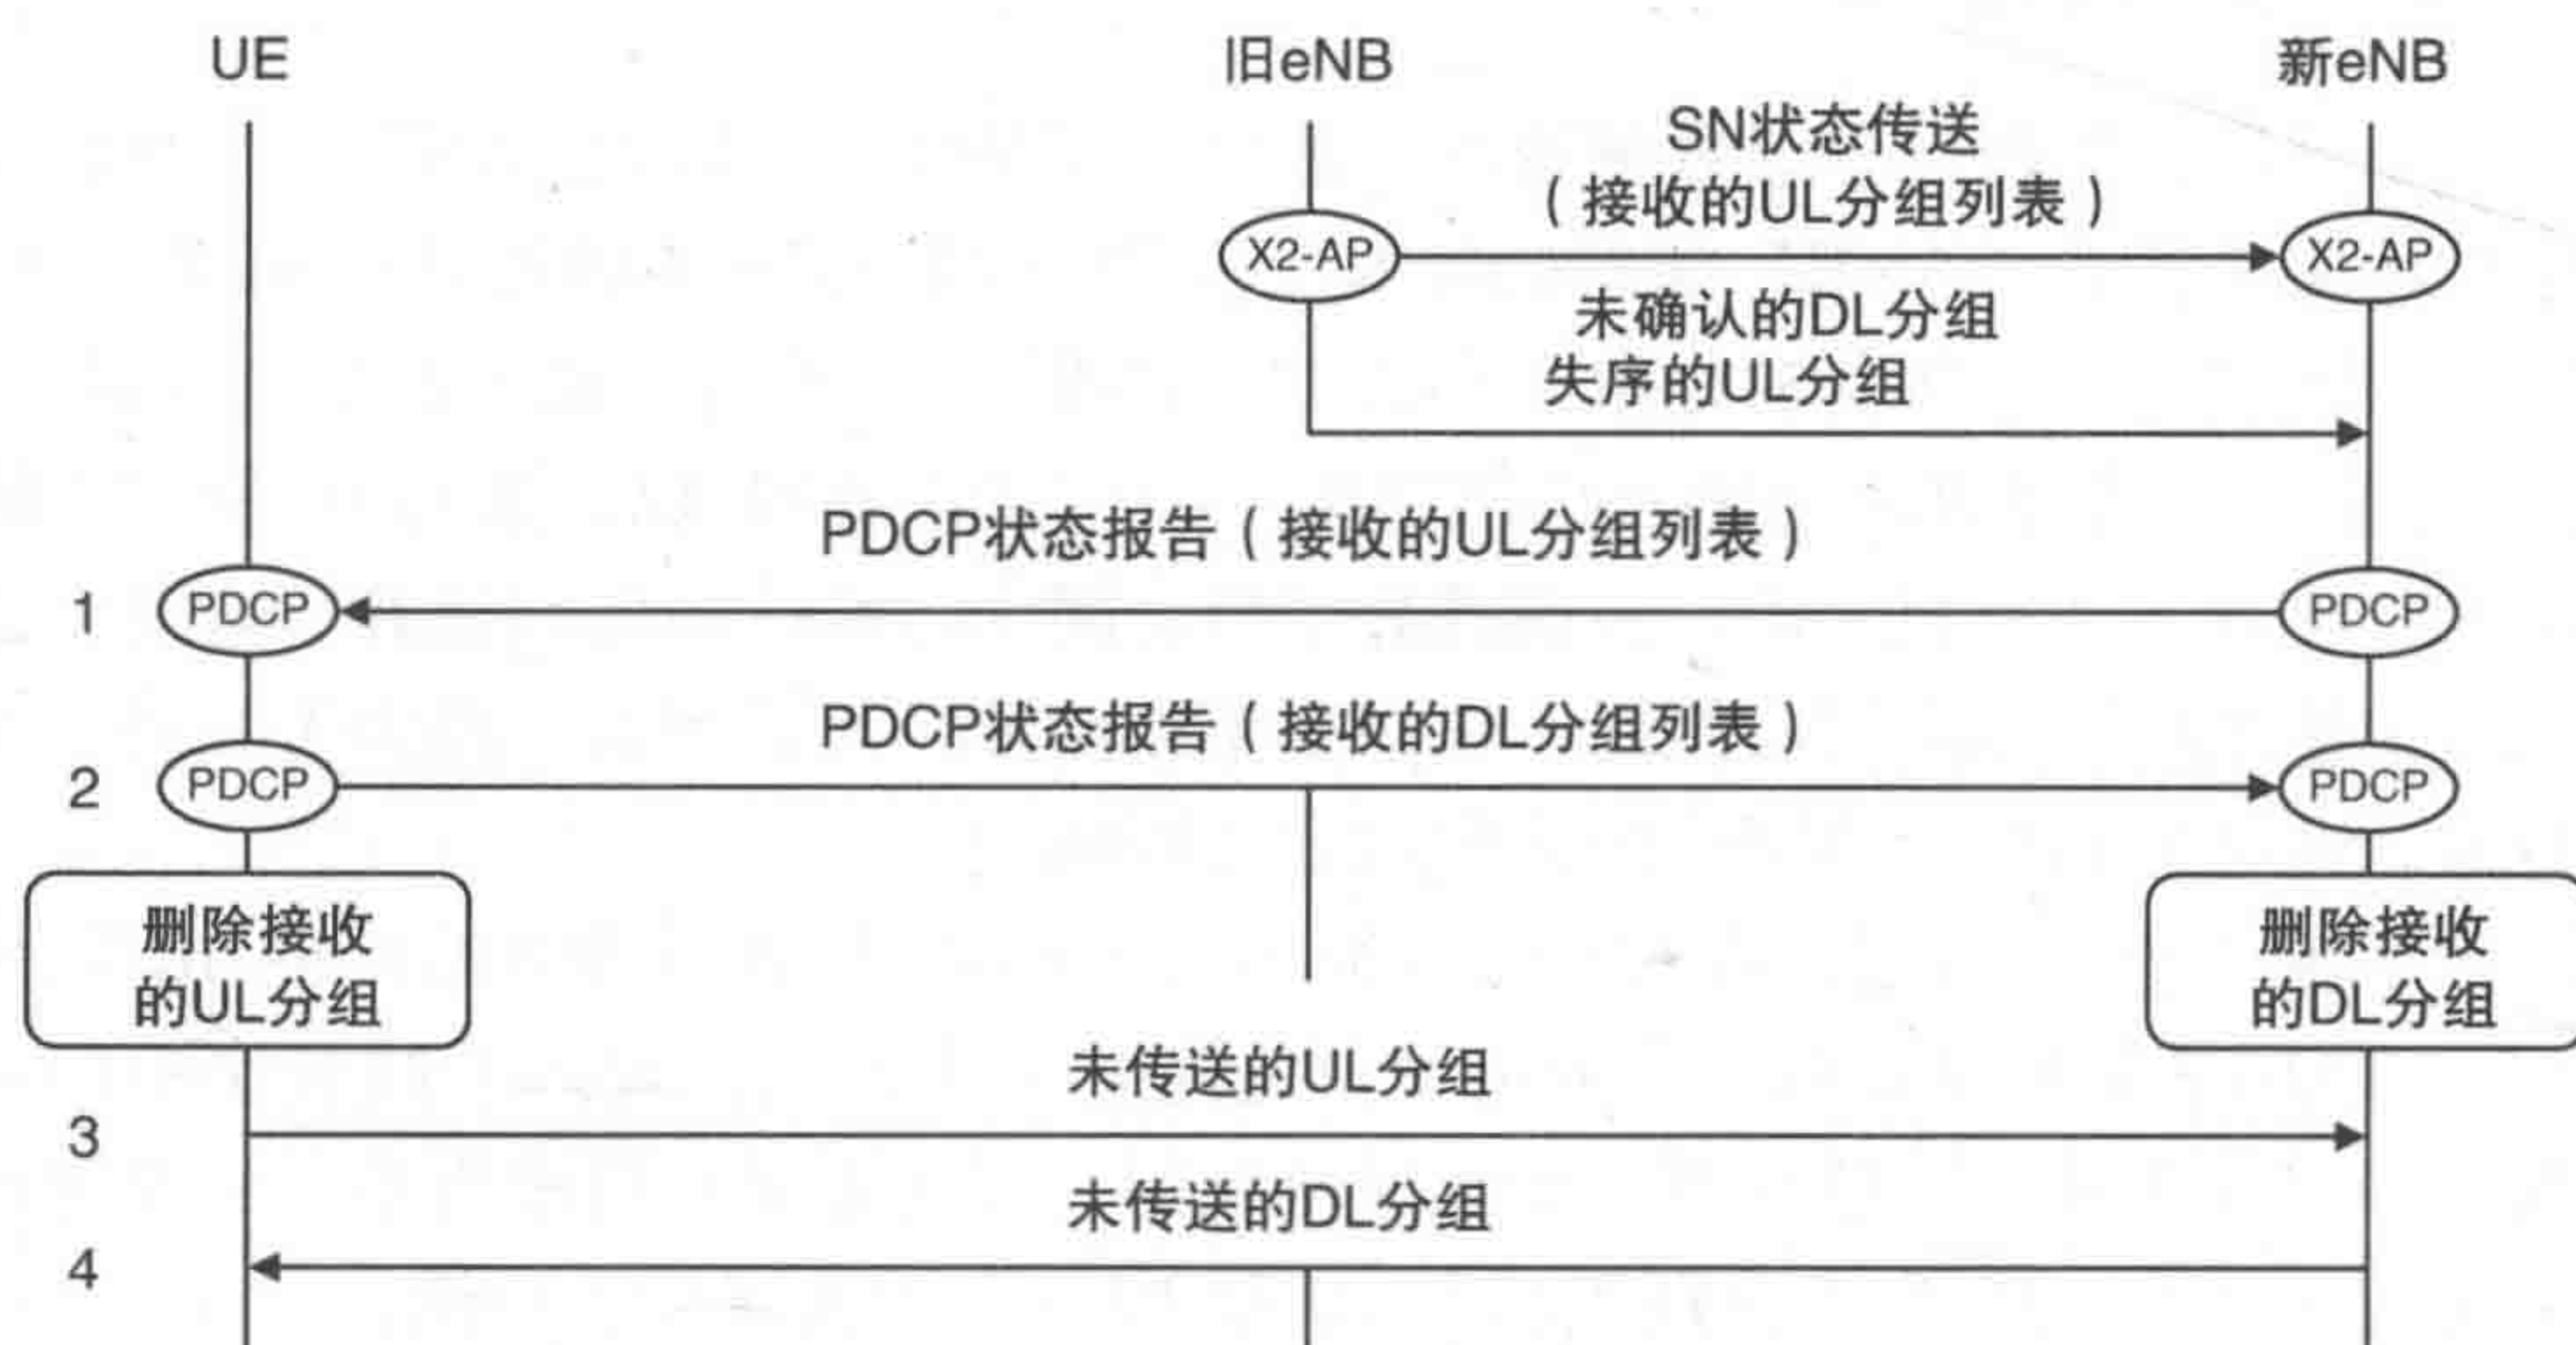 UE
旧eNB
新eNB
SN状态传送
（接收的UL分组列表）
X2-AP
X2-AP
未确认的DL分组
失序的UL分组
PDCP状态报告（接收的UL分组列表）
1
PDCP
PDCP
PDCP状态报告（接收的DL分组列表）
2
PDCP
PDCP
删除接收
的UL分组
删除接收
的DL分组
未传送的UL分组
3
未传送的DL分组
4